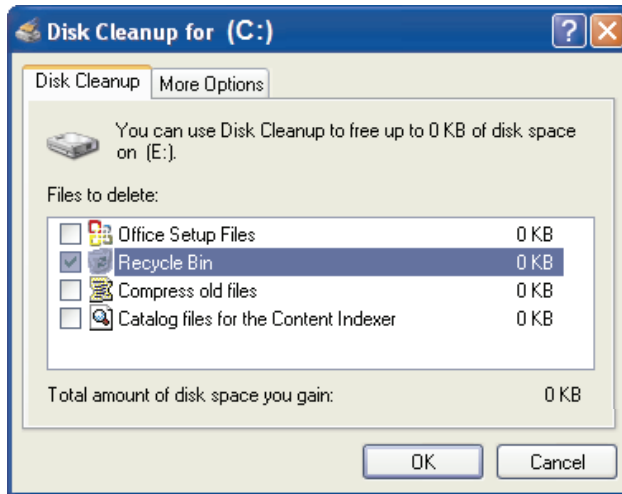 Disk Cleanup for (C:)
Disk Cleanup
More Options
You can use Disk Cleanup to free up to 0 KB of disk space
on (E:).
Files to delete:
Office Setup Files 0 KB
Recycle Bin 0 KB
Compress old files 0 KB
Catalog files for the Content Indexer 0 KB
Total amount of disk space you gain: 0 KB
OK
Cancel